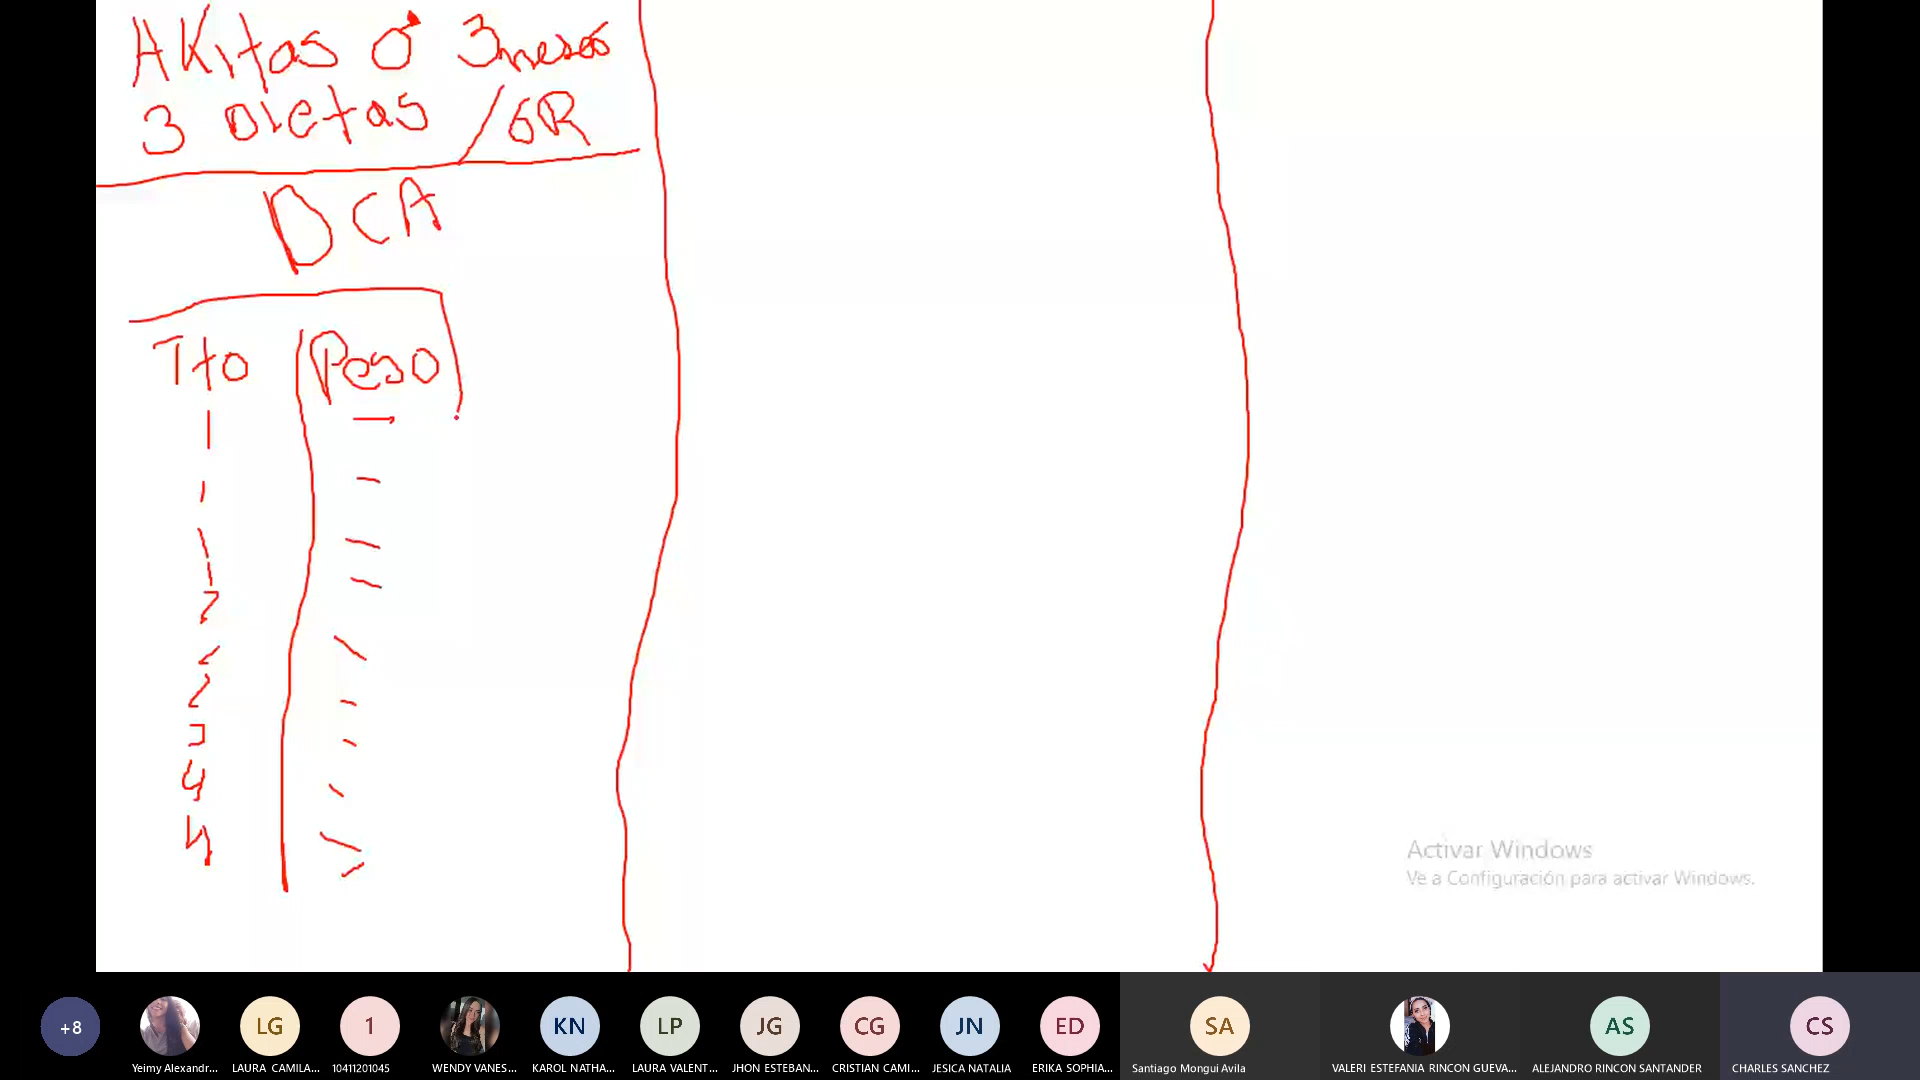 AKitas ♂ 3meses
3 Dietas /6R
DCA
Tto Peso
1
1
1
1
2
2
2
3
4
4
Activar Windows
Ve a Configuración para activar Windows.
+8
LG
1
KN
LP
JG
CG
JN
ED
SA
AS
CS
Yeimy Alexandr...
LAURA CAMILA...
10411201045
WENDY VANES...
KAROL NATHA...
LAURA VALENT...
JHON ESTEBAN...
CRISTIAN CAMI...
JESICA NATALIA
ERIKA SOPHIA...
Santiago Mongui Avila
VALERI ESTEFANIA RINCON GUEVA...
ALEJANDRO RINCON SANTANDER
CHARLES SANCHEZ